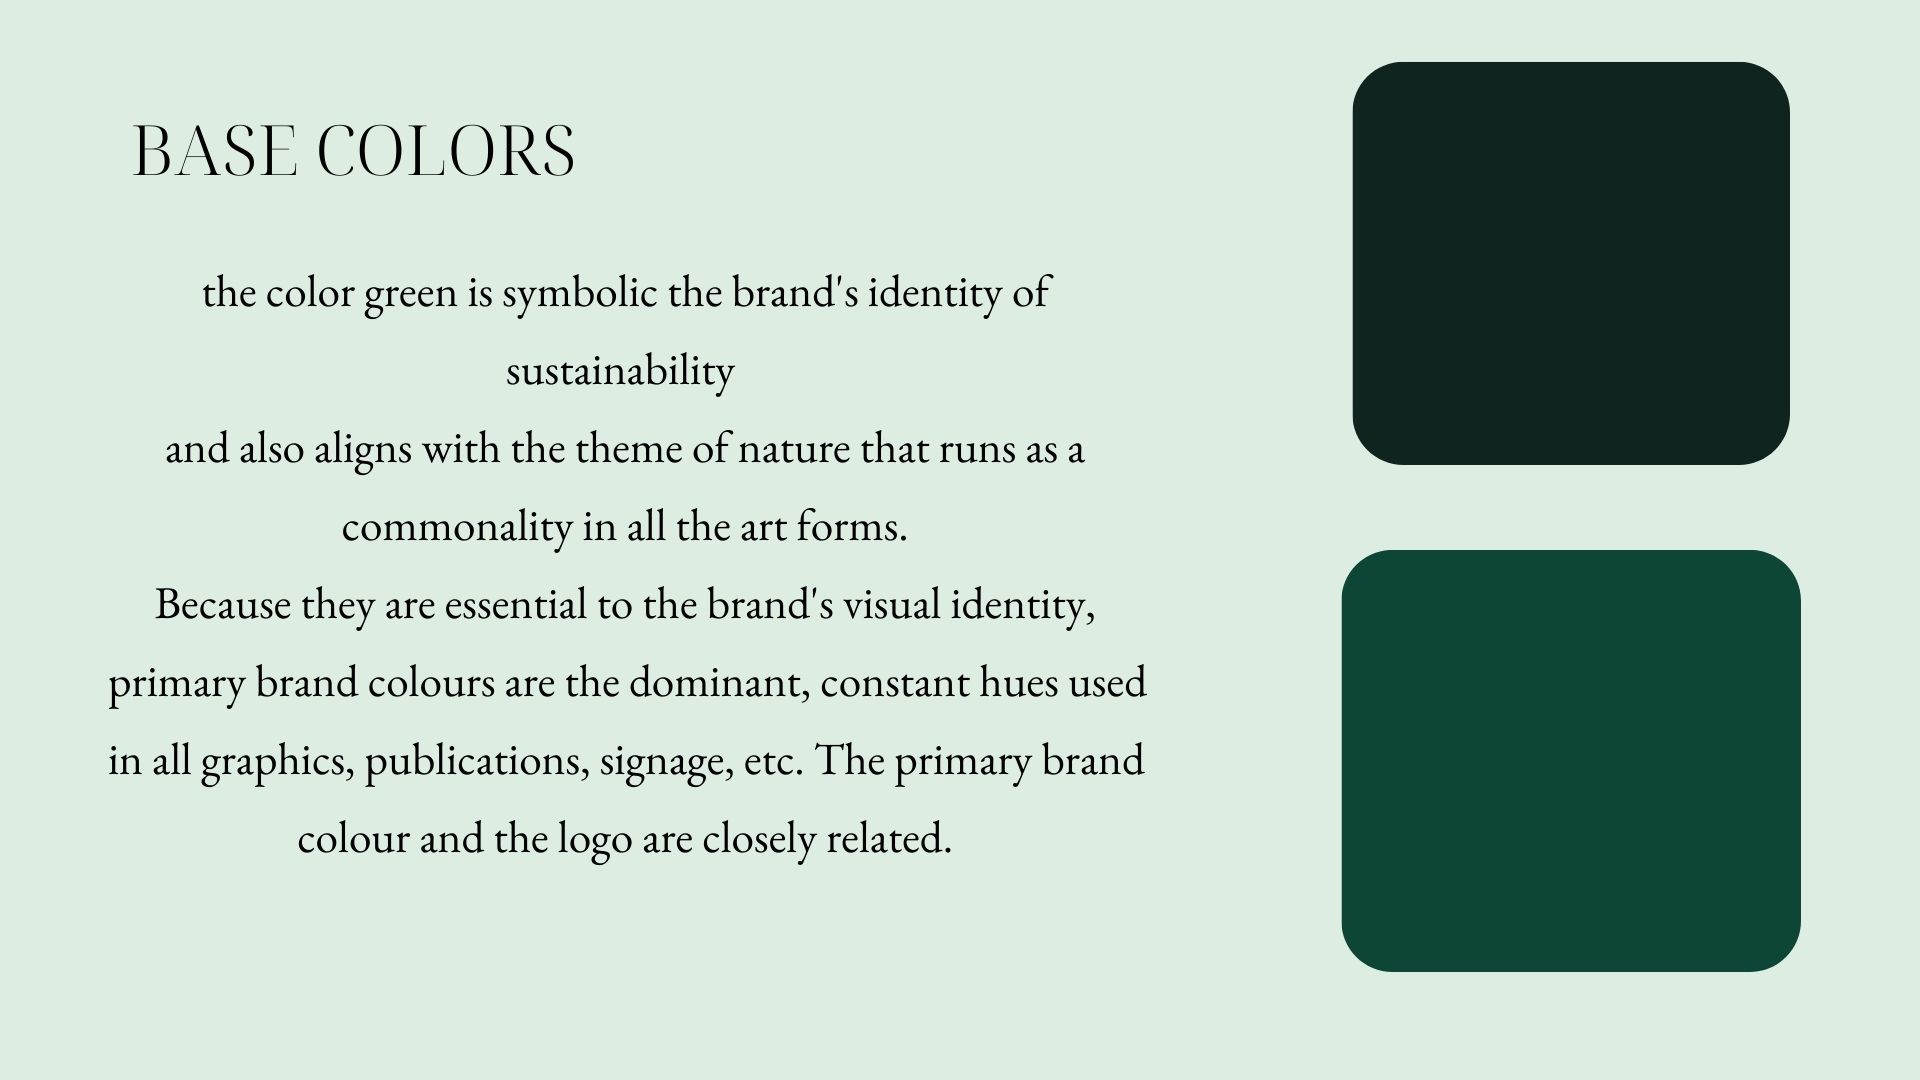 BASE COLORS
the color green is symbolic the brand's identity of
sustainability
and also aligns with the theme of nature that runs as a
commonality in all the art forms.
Because they are essential to the brand's visual identity,
primary brand colours are the dominant, constant hues used
in all graphics, publications, signage, etc. The primary brand
colour and the logo are closely related.